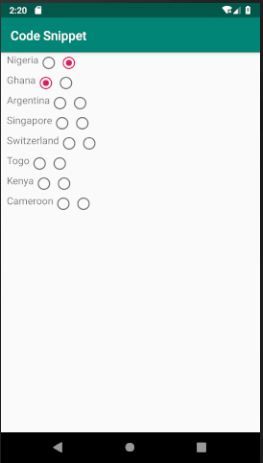 2:20
Code Snippet
Nigeria
Ghana
Argentina
Singapore
Switzerland
Togo
Kenya
Cameroon